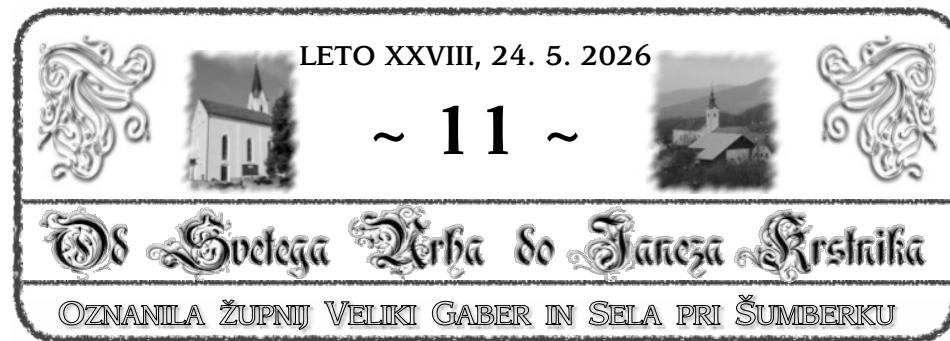 LETO XXVIII, 24. 5. 2026
~ 11 ~
Od Svetega Urha do Janeza Krstnika
OZNANILA ŽUPNIJ VELIKI GABER IN SELA PRI ŠUMBERKU